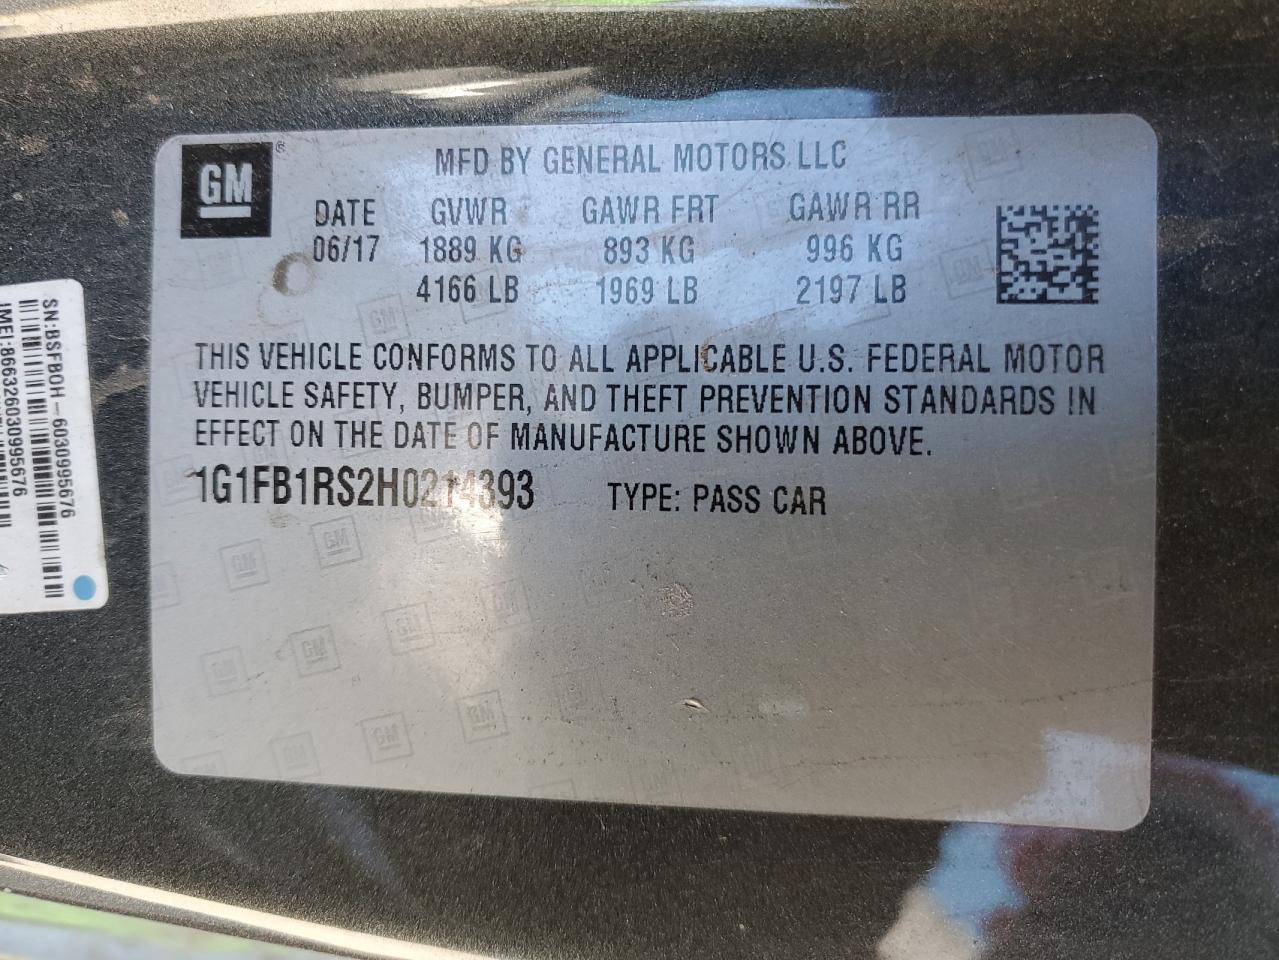 GM
MFD BY GENERAL MOTORS LLC
DATE GVWR GAWR FRT GAWR RR
06/17 1889 KG 893 KG 996 KG
4166 LB 1969 LB 2197 LB
THIS VEHICLE CONFORMS TO ALL APPLICABLE U.S. FEDERAL MOTOR
VEHICLE SAFETY, BUMPER, AND THEFT PREVENTION STANDARDS IN
EFFECT ON THE DATE OF MANUFACTURE SHOWN ABOVE.
1G1FB1RS2H0214393 TYPE: PASS CAR
SN:BSFBOH-6030995676
IMEI:866326030995676